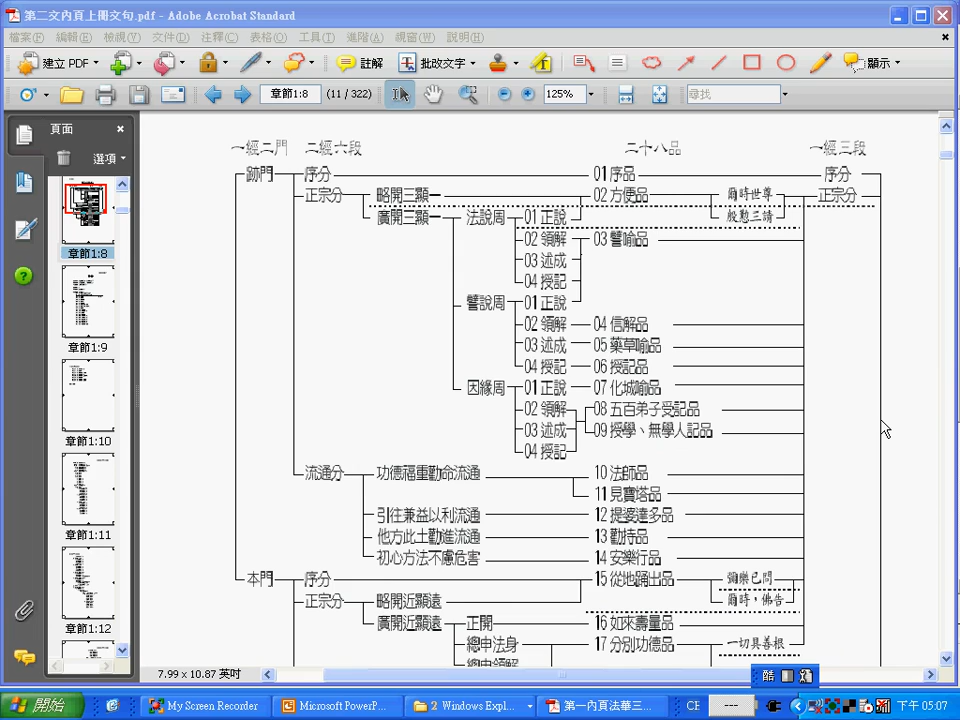 第二文內頁上冊文句.pdf - Adobe Acrobat Standard
檔案(F) 編輯(E) 檢視(V) 文件(D) 注釋(C) 表格(O) 工具(T) 進階(A) 視窗(W) 說明(H)
建立 PDF 註解 批改文字 顯示
章節1:8 (11 / 322) 125% 尋找
頁面
選項
章節1:8
章節1:9
章節1:10
章節1:11
章節1:12
一經二門 二經六段 二十八品 一經三段
跡門 序分 01 序品 序分
正宗分 略開三顯一 02 方便品 爾時世尊 正宗分
廣開三顯一 法說周 01 正說 殷懃三請
02 領解 03 譬喻品
03 述成
04 授記
譬說周 01 正說
02 領解 04 信解品
03 述成 05 藥草喻品
04 授記 06 授記品
因緣周 01 正說 07 化城喻品
02 領解 08 五百弟子受記品
03 述成 09 授學、無學人記品
04 授記
流通分 功德福重勸命流通 10 法師品
11 見寶塔品
引往兼益以利流通 12 提婆達多品
他方此土勸進流通 13 勸持品
初心方法不慮危害 14 安樂行品
本門 序分 15 從地踊出品 彌樂已問
正宗分 略開近顯遠 爾時，佛告
廣開近顯遠 正開 16 如來壽量品
總申法身 17 分別功德品 一切具善根
總申領解
7.99 x 10.87 英吋
酷
開始 My Screen Recorder Microsoft PowerP... 2 Windows Expl... 第一內頁法華三... CE --- 下午 05:07